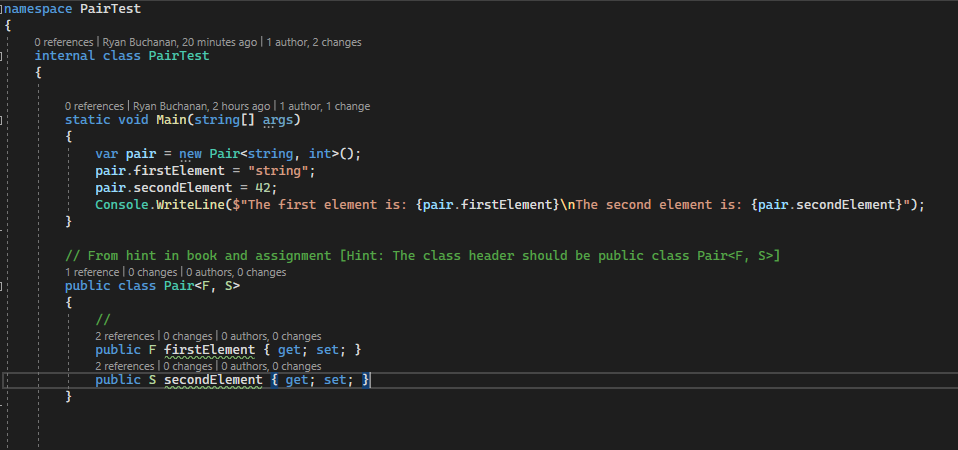 namespace PairTest
{
0 references | Ryan Buchanan, 20 minutes ago | 1 author, 2 changes
internal class PairTest
{
0 references | Ryan Buchanan, 2 hours ago | 1 author, 1 change
static void Main(string[] args)
{
var pair = new Pair<string, int>();
pair.firstElement = "string";
pair.secondElement = 42;
Console.WriteLine($"The first element is: {pair.firstElement}\nThe second element is: {pair.secondElement}");
}
// From hint in book and assignment [Hint: The class header should be public class Pair<F, S>]
1 reference | 0 changes | 0 authors, 0 changes
public class Pair<F, S>
{
//
2 references | 0 changes | 0 authors, 0 changes
public F firstElement { get; set; }
2 references | 0 changes | 0 authors, 0 changes
public S secondElement { get; set; }
}